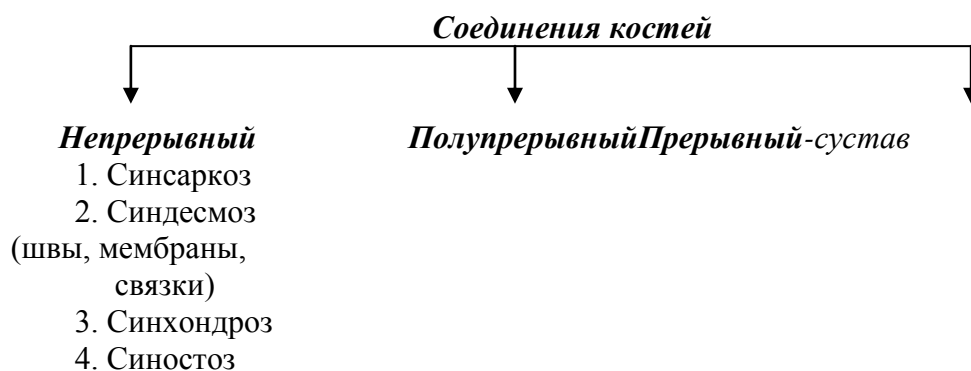 Соединения костей
Непрерывный ПолупрерывныйПрерывный-сустав
1. Синсаркоз
2. Синдесмоз
(швы, мембраны,
связки)
3. Синхондроз
4. Синостоз